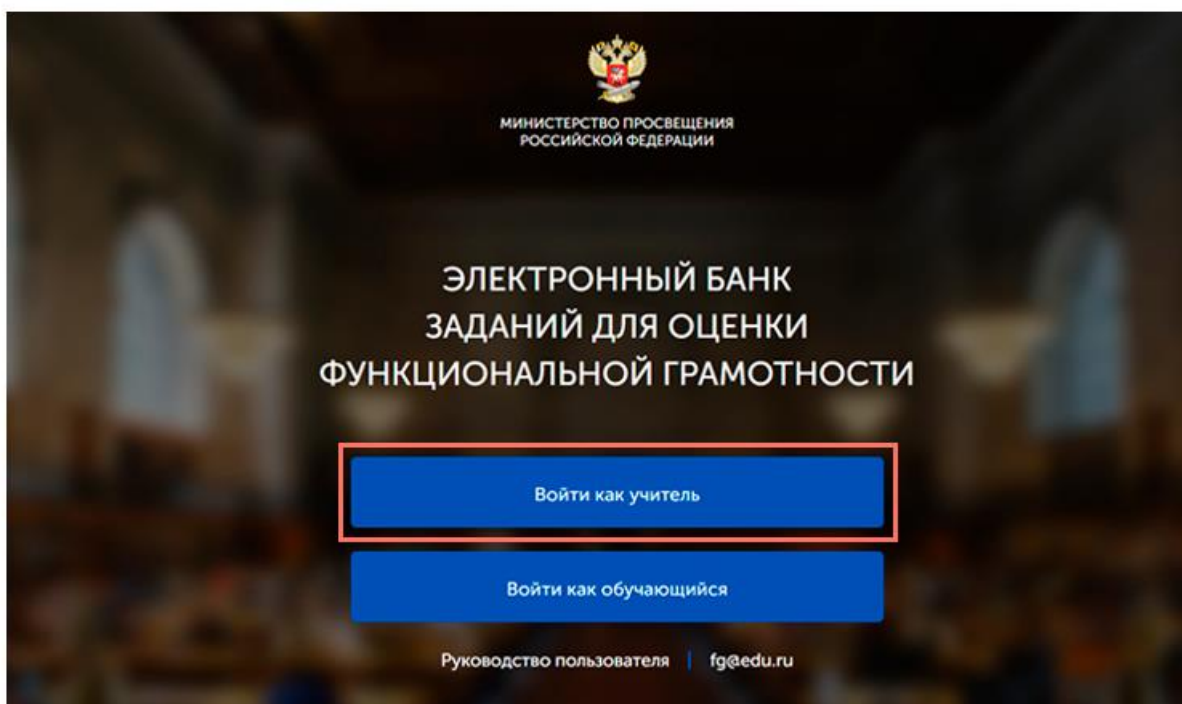 МИНИСТЕРСТВО ПРОСВЕЩЕНИЯ
РОССИЙСКОЙ ФЕДЕРАЦИИ
ЭЛЕКТРОННЫЙ БАНК
ЗАДАНИЙ ДЛЯ ОЦЕНКИ
ФУНКЦИОНАЛЬНОЙ ГРАМОТНОСТИ
Войти как учитель
Войти как обучающийся
Руководство пользователя | fg@edu.ru